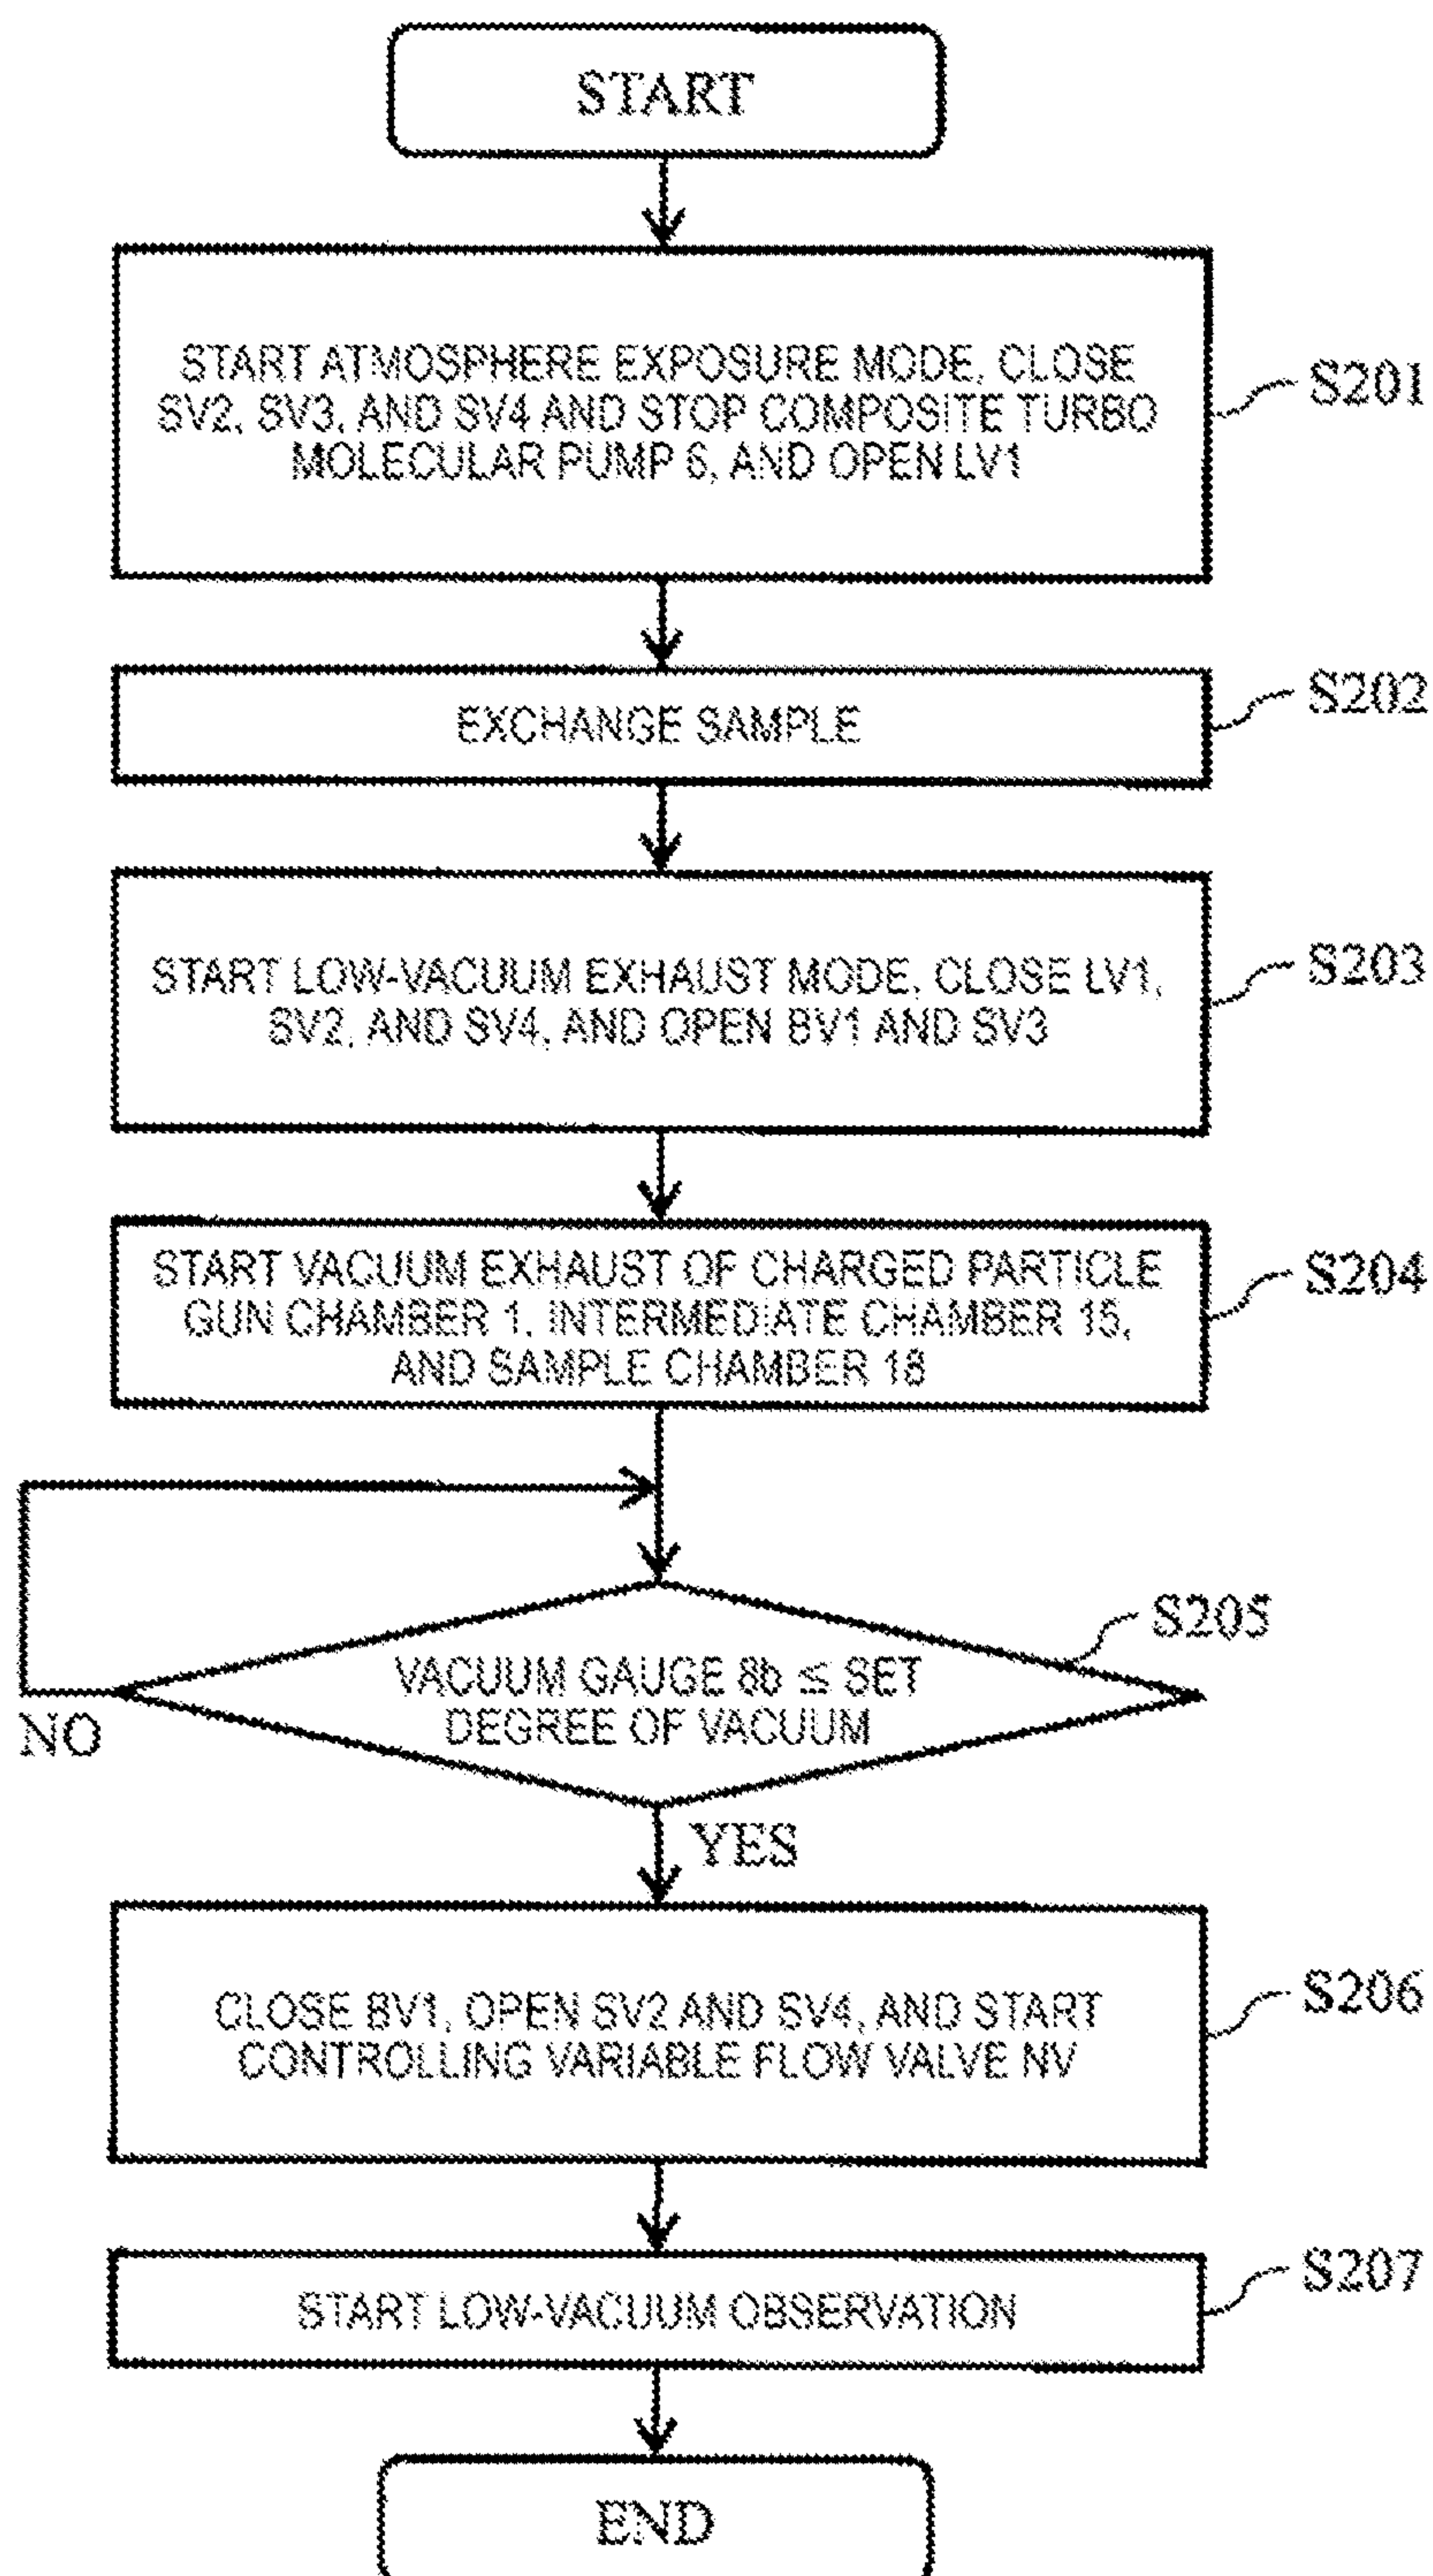 START
START ATMOSPHERE EXPOSURE MODE, CLOSE
SV2, SV3, AND SV4 AND STOP COMPOSITE TURBO
MOLECULAR PUMP 6, AND OPEN LV1
S201
EXCHANGE SAMPLE
S202
START LOW-VACUUM EXHAUST MODE, CLOSE LV1,
SV2, AND SV4, AND OPEN BV1 AND SV3
S203
START VACUUM EXHAUST OF CHARGED PARTICLE
GUN CHAMBER 1, INTERMEDIATE CHAMBER 15,
AND SAMPLE CHAMBER 18
S204
S205
VACUUM GAUGE 8b ≤ SET
DEGREE OF VACUUM
NO
YES
CLOSE BV1, OPEN SV2 AND SV4, AND START
CONTROLLING VARIABLE FLOW VALVE NV
S206
START LOW-VACUUM OBSERVATION
S207
END